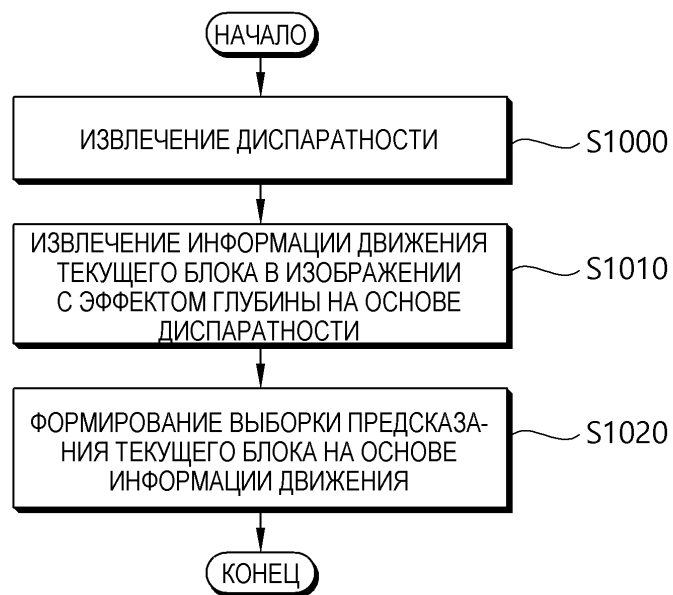 НАЧАЛО
ИЗВЛЕЧЕНИЕ ДИСПАРАТНОСТИ
S1000
ИЗВЛЕЧЕНИЕ ИНФОРМАЦИИ ДВИЖЕНИЯ
ТЕКУЩЕГО БЛОКА В ИЗОБРАЖЕНИИ
С ЭФФЕКТОМ ГЛУБИНЫ НА ОСНОВЕ
ДИСПАРАТНОСТИ
S1010
ФОРМИРОВАНИЕ ВЫБОРКИ ПРЕДСКАЗА-
НИЯ ТЕКУЩЕГО БЛОКА НА ОСНОВЕ
ИНФОРМАЦИИ ДВИЖЕНИЯ
S1020
КОНЕЦ